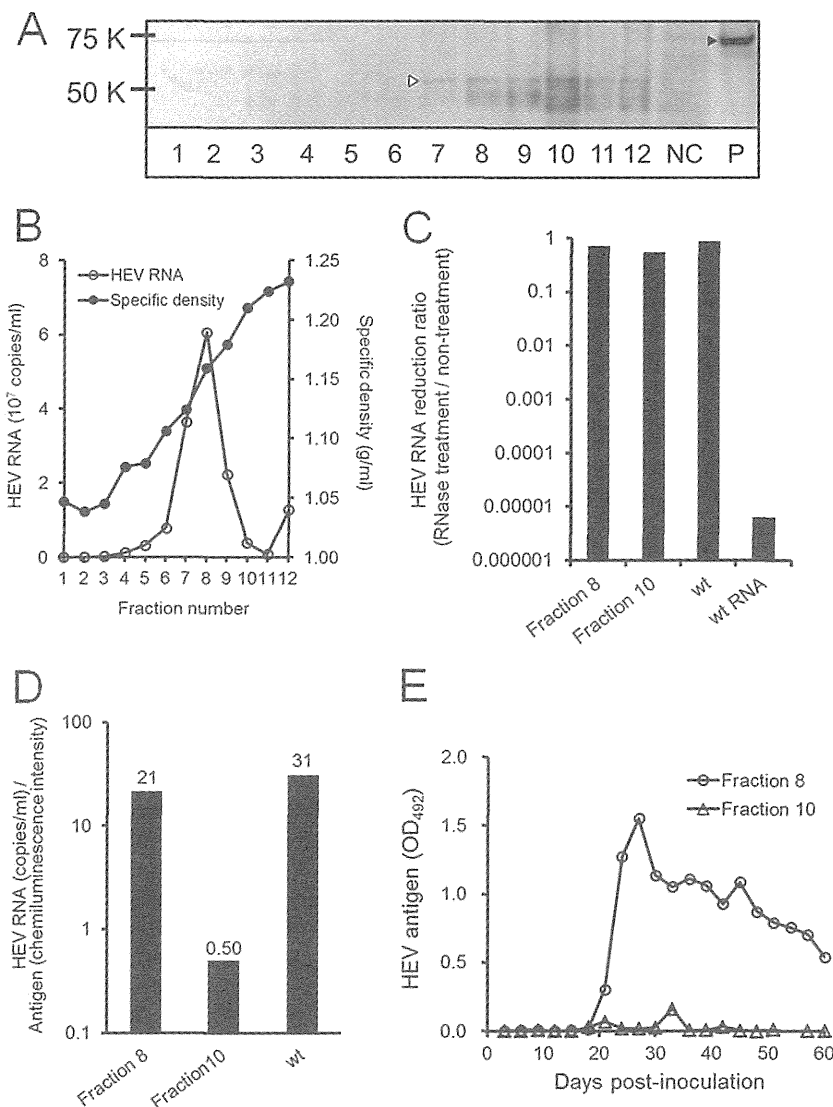 A
75 K
50 K
1 2 3 4 5 6 7 8 9 10 11 12 NC P
B
HEV RNA (10⁷ copies/ml)
8
6
4
2
0
HEV RNA
Specific density
1.25
1.20
1.15
1.10
1.05
1.00
Specific density (g/ml)
1 2 3 4 5 6 7 8 9 10 11 12
Fraction number
C
HEV RNA reduction ratio
(RNase treatment / non-treatment)
1
0.1
0.01
0.001
0.0001
0.00001
0.000001
Fraction 8
Fraction 10
wt
wt RNA
D
HEV RNA (copies/ml) /
Antigen (chemiluminescence intensity)
100
10
1
0.1
21
0.50
31
Fraction 8
Fraction10
wt
E
HEV antigen (OD₄₉₂)
2.0
1.5
1.0
0.5
0.0
Fraction 8
Fraction 10
0 10 20 30 40 50 60
Days post-inoculation